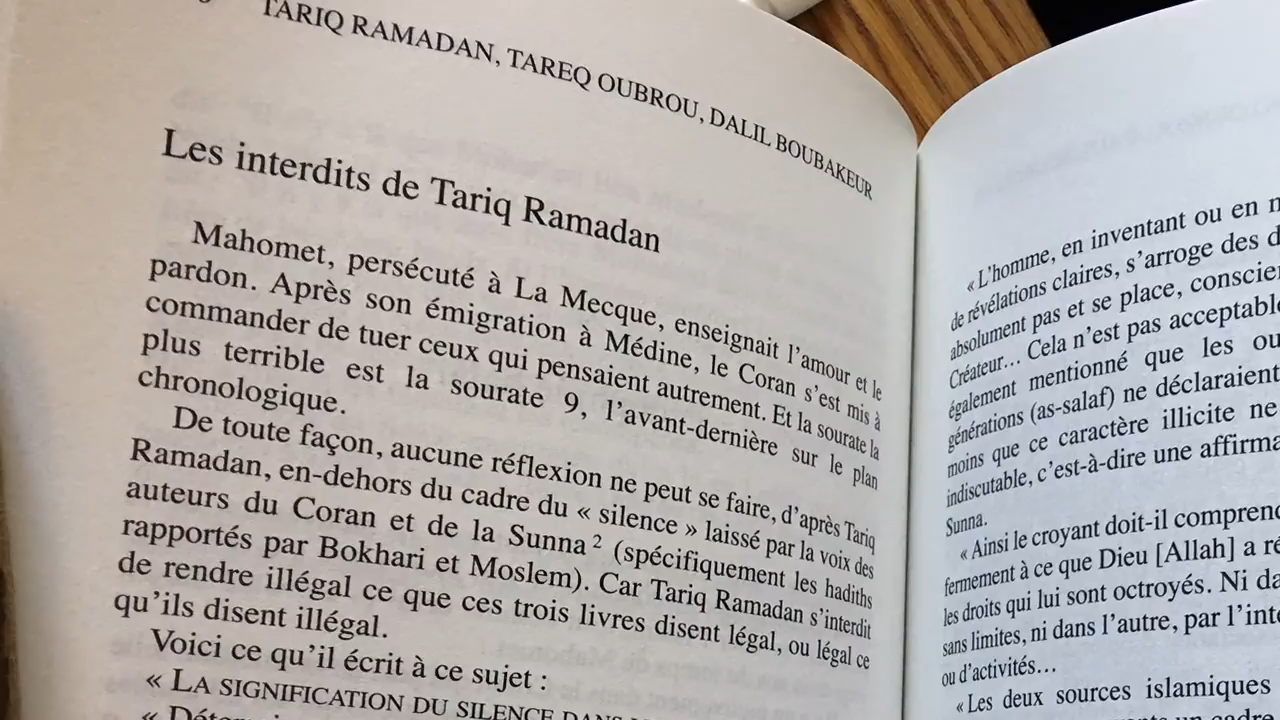 TARIQ RAMADAN, TAREQ OUBROU, DALIL BOUBAKEUR
Les interdits de Tariq Ramadan
Mahomet, persécuté à La Mecque, enseignait l'amour et le
pardon. Après son émigration à Médine, le Coran s'est mis à
commander de tuer ceux qui pensaient autrement. Et la sourate la
plus terrible est la sourate 9, l'avant-dernière sur le plan
chronologique.
De toute façon, aucune réflexion ne peut se faire, d'après Tariq
Ramadan, en-dehors du cadre du « silence » laissé par la voix des
auteurs du Coran et de la Sunna ² (spécifiquement les hadiths
rapportés par Bokhari et Moslem). Car Tariq Ramadan s'interdit
de rendre illégal ce que ces trois livres disent légal, ou légal ce
qu'ils disent illégal.
Voici ce qu'il écrit à ce sujet :
« LA SIGNIFICATION DU SILENCE DANS
« L'homme, en inventant ou en
de révélations claires, s'arroge des
absolument pas et se place,
Créateur... Cela n'est pas
également mentionné que les
générations (as-salaf) ne déclaraient
moins que ce caractère illicite ne
indiscutable, c'est-à-dire une
Sunna.
« Ainsi le croyant doit-il
fermement à ce que Dieu [Allah] a
les droits qui lui sont octroyés. Ni
sans limites, ni dans l'autre, par
ou d'activités...
« Les deux sources islamiques